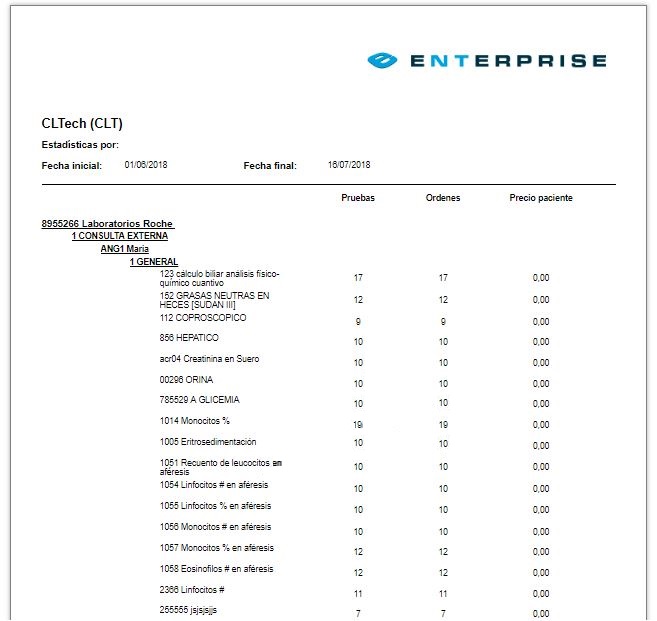 ENTERPRISE
CLTech (CLT)
Estadísticas por:
Fecha inicial: 01/06/2018 Fecha final: 16/07/2018
Pruebas Ordenes Precio paciente
8955266 Laboratorios Roche
1 CONSULTA EXTERNA
ANG1 Maria
1 GENERAL
123 cálculo biliar análisis físico-
químico cuantivo 17 17 0,00
152 GRASAS NEUTRAS EN
HECES [SUDAN III] 12 12 0,00
112 COPROSCOPICO 9 9 0,00
856 HEPATICO 10 10 0,00
acr04 Creatinina en Suero 10 10 0,00
00296 ORINA 10 10 0,00
785529 A GLICEMIA 10 10 0,00
1014 Monocitos % 19 19 0,00
1005 Eritrosedimentación 10 10 0,00
1051 Recuento de leucocitos en
aféresis 10 10 0,00
1054 Linfocitos # en aféresis 10 10 0,00
1055 Linfocitos % en aféresis 10 10 0,00
1056 Monocitos # en aféresis 10 10 0,00
1057 Monocitos % en aféresis 12 12 0,00
1058 Eosinofilos # en aféresis 12 12 0,00
2366 Linfocitos # 11 11 0,00
255555 jsjsjsjjs 7 7 0,00